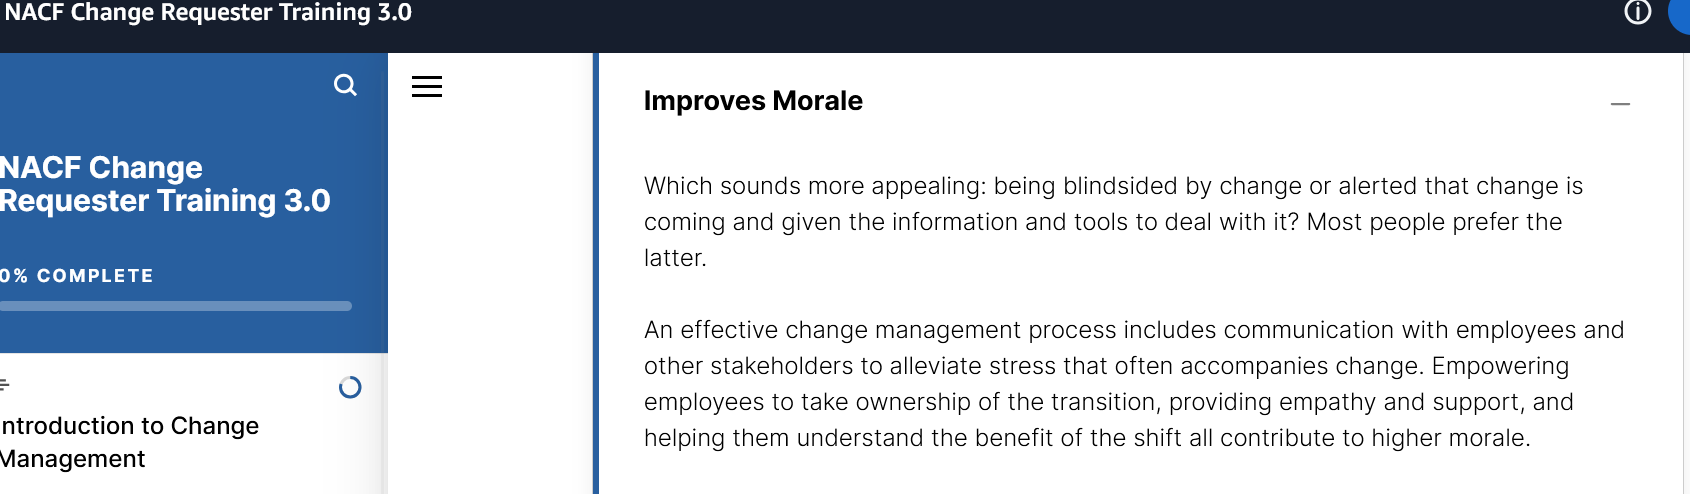 NACF Change Requester Training 3.0
NACF Change
Requester Training 3.0
0% COMPLETE
ntroduction to Change
Management
Improves Morale
Which sounds more appealing: being blindsided by change or alerted that change is
coming and given the information and tools to deal with it? Most people prefer the
latter.
An effective change management process includes communication with employees and
other stakeholders to alleviate stress that often accompanies change. Empowering
employees to take ownership of the transition, providing empathy and support, and
helping them understand the benefit of the shift all contribute to higher morale.